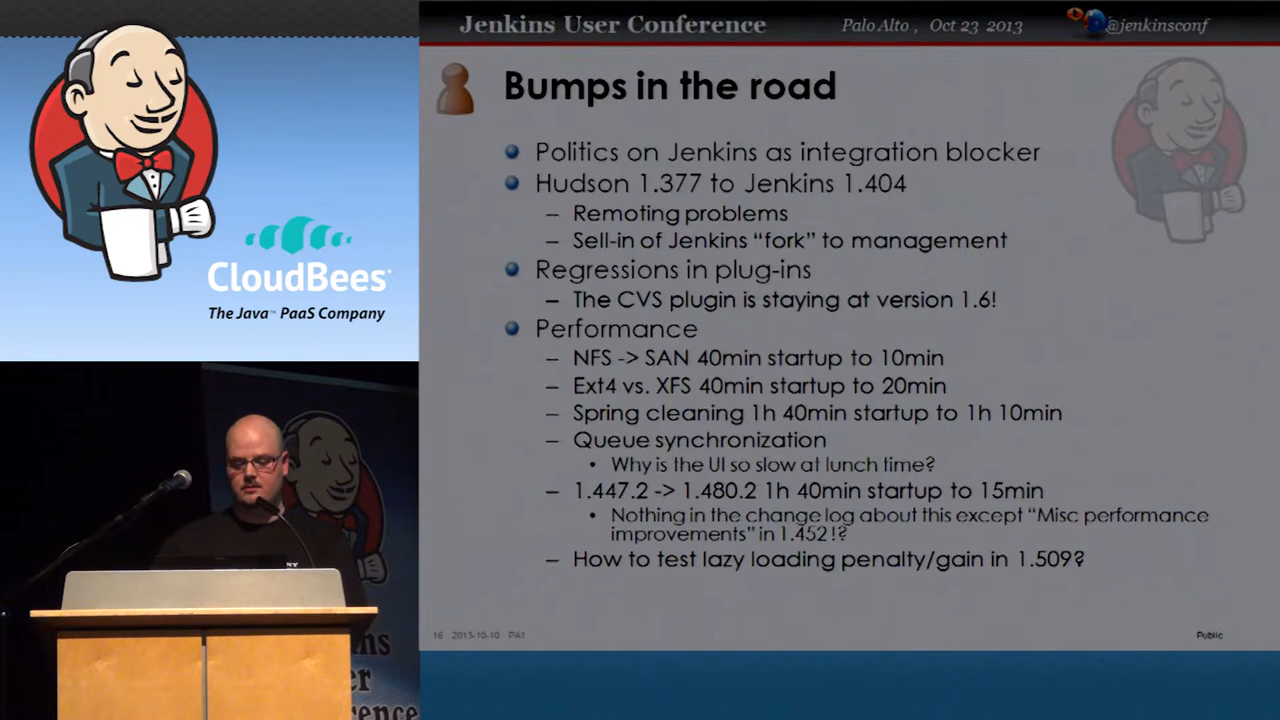 Jenkins User Conference
Palo Alto , Oct 23 2013
@jenkinsconf
Bumps in the road
Politics on Jenkins as integration blocker
Hudson 1.377 to Jenkins 1.404
– Remoting problems
– Sell-in of Jenkins “fork” to management
Regressions in plug-ins
– The CVS plugin is staying at version 1.6!
Performance
– NFS -> SAN 40min startup to 10min
– Ext4 vs. XFS 40min startup to 20min
– Spring cleaning 1h 40min startup to 1h 10min
– Queue synchronization
• Why is the UI so slow at lunch time?
– 1.447.2 -> 1.480.2 1h 40min startup to 15min
• Nothing in the change log about this except “Misc performance
improvements” in 1.452!?
– How to test lazy loading penalty/gain in 1.509?
16 2013-10-10 PA1
Public
CloudBees
The Java™ PaaS Company